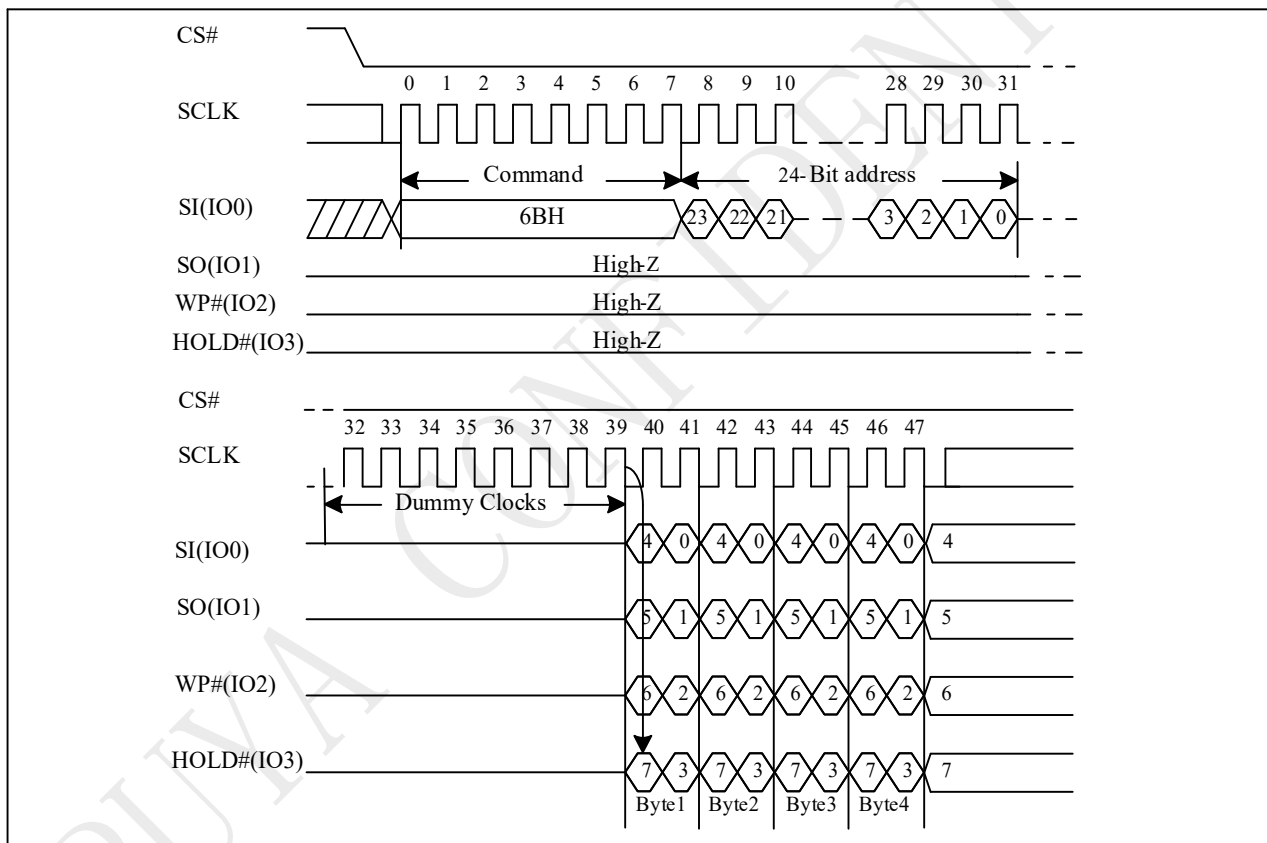 CS#
0 1 2 3 4 5 6 7 8 9 10 28 29 30 31
SCLK
Command 24-Bit address
SI(IO0) 6BH 23 22 21 3 2 1 0
SO(IO1) High-Z
WP#(IO2) High-Z
HOLD#(IO3) High-Z
CS#
32 33 34 35 36 37 38 39 40 41 42 43 44 45 46 47
SCLK
Dummy Clocks
SI(IO0) 4 0 4 0 4 0 4 0 4
SO(IO1) 5 1 5 1 5 1 5 1 5
WP#(IO2) 6 2 6 2 6 2 6 2 6
HOLD#(IO3) 7 3 7 3 7 3 7 3 7
Byte1 Byte2 Byte3 Byte4
PUYA CONFIDENT